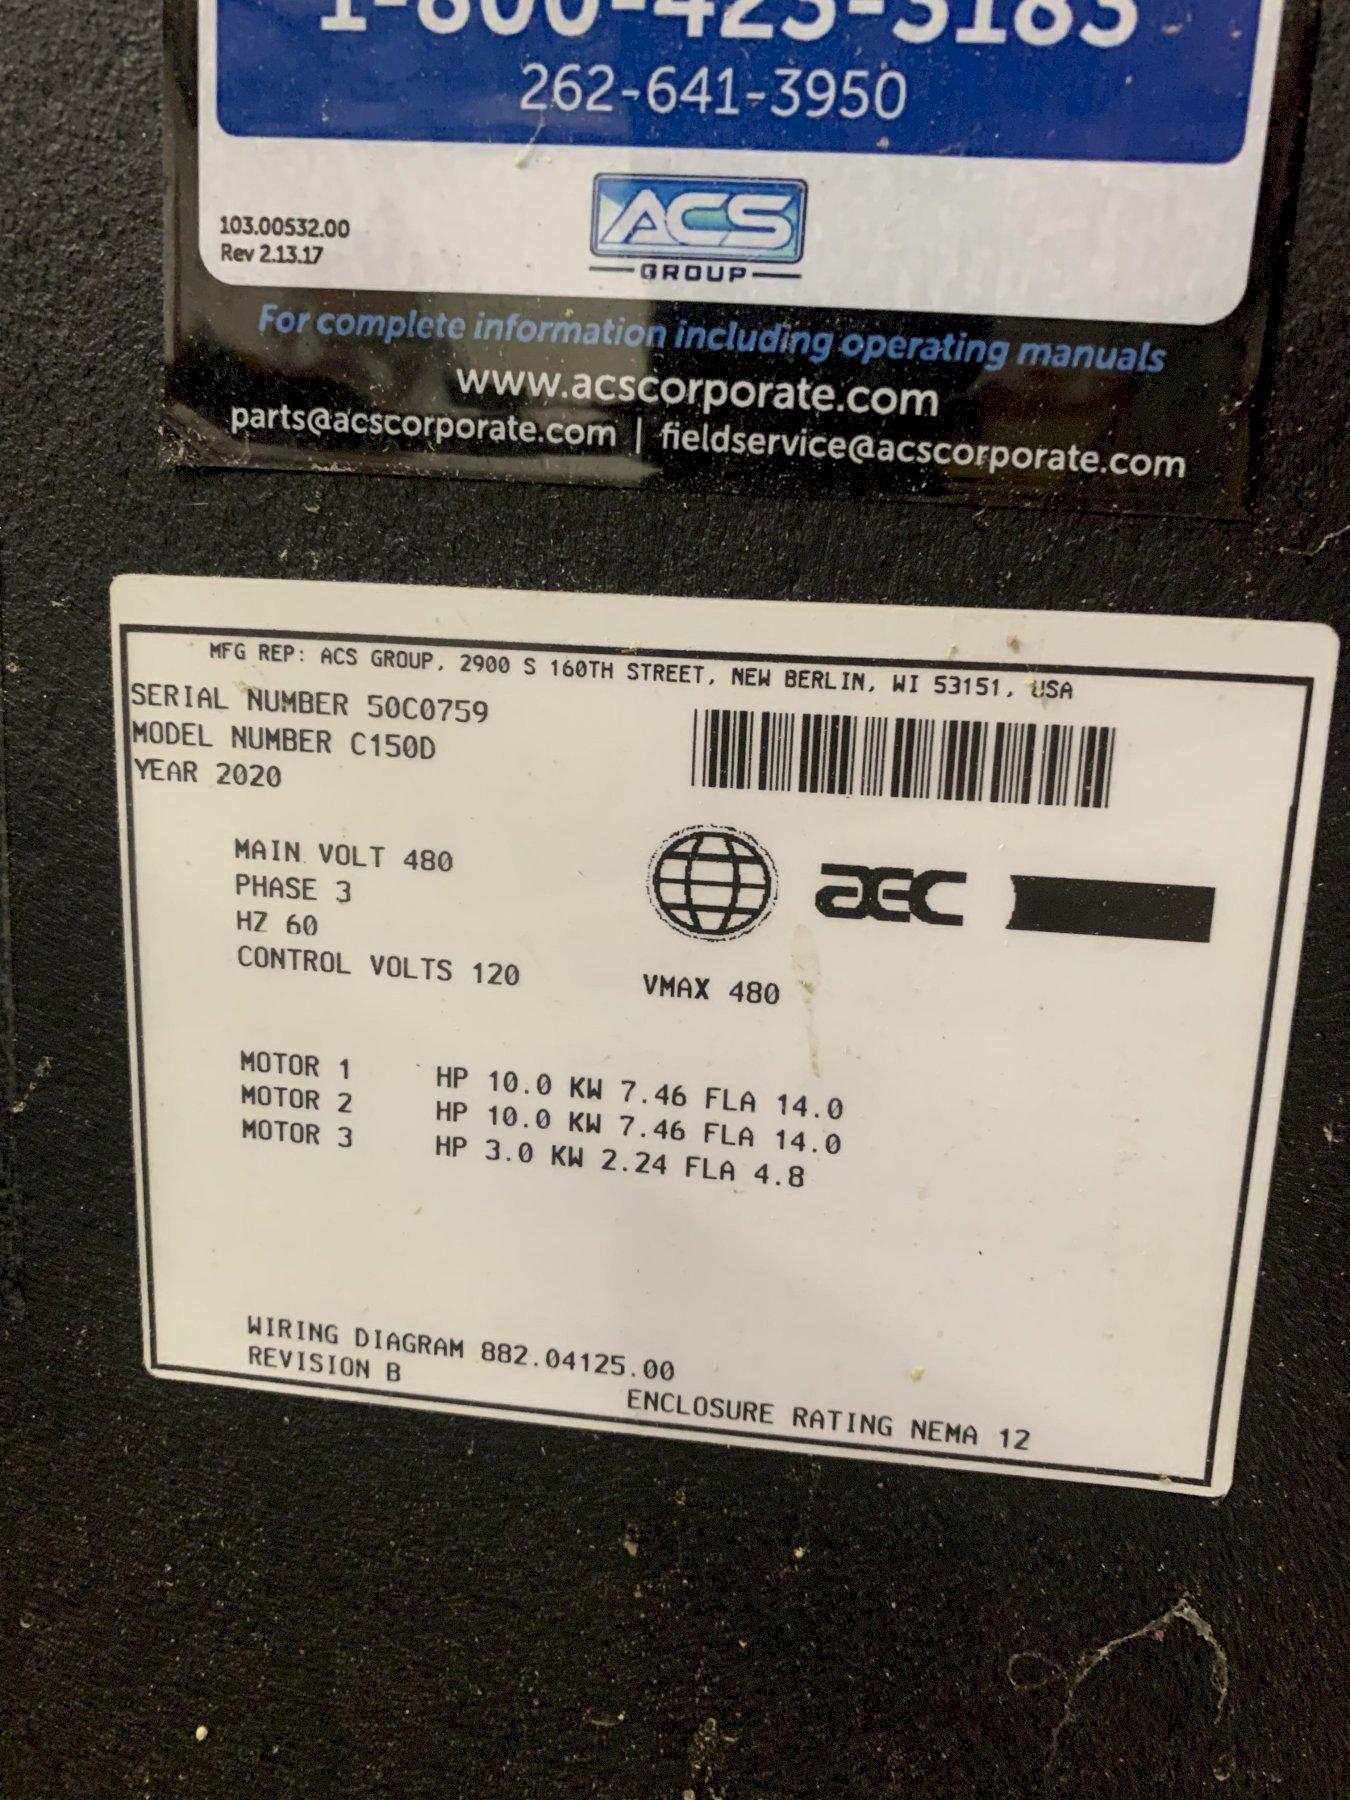 1-800-423-3183
262-641-3950
ACS
GROUP
103.00532.00
Rev 2.13.17
For complete information including operating manuals
www.acscorporate.com
parts@acscorporate.com | fieldservice@acscorporate.com
MFG REP: ACS GROUP, 2900 S 160TH STREET, NEW BERLIN, WI 53151, USA
SERIAL NUMBER 50C0759
MODEL NUMBER C150D
YEAR 2020
MAIN VOLT 480
PHASE 3
HZ 60
CONTROL VOLTS 120
aec
VMAX 480
MOTOR 1 HP 10.0 KW 7.46 FLA 14.0
MOTOR 2 HP 10.0 KW 7.46 FLA 14.0
MOTOR 3 HP 3.0 KW 2.24 FLA 4.8
WIRING DIAGRAM 882.04125.00
REVISION B
ENCLOSURE RATING NEMA 12